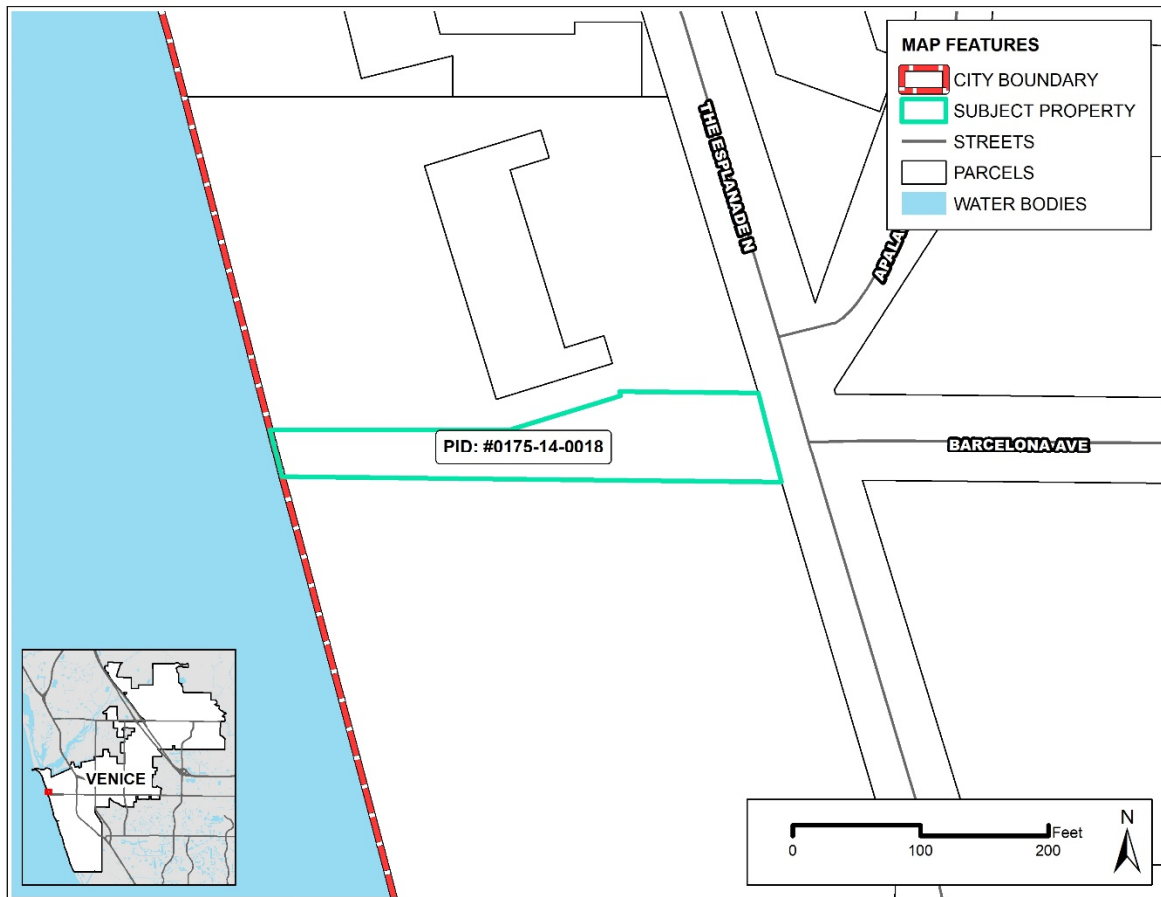 MAP FEATURES
CITY BOUNDARY
SUBJECT PROPERTY
STREETS
PARCELS
WATER BODIES
THE ESPLANADE N
APALA
PID: #0175-14-0018
BARCELONA AVE
VENICE
Feet
0 100 200
N